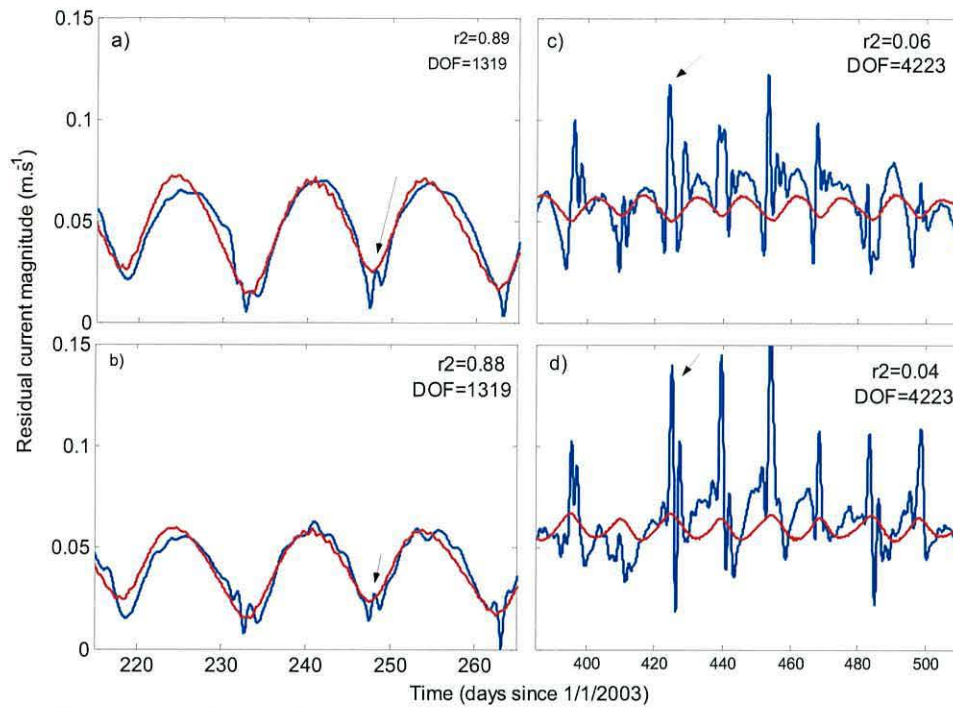 a)
r2=0.89
DOF=1319
c)
r2=0.06
DOF=4223
b)
r2=0.88
DOF=1319
d)
r2=0.04
DOF=4223
Residual current magnitude (m.s-1)
0.15
0.1
0.05
0
0.15
0.1
0.05
0
220 230 240 250 260
400 420 440 460 480 500
Time (days since 1/1/2003)